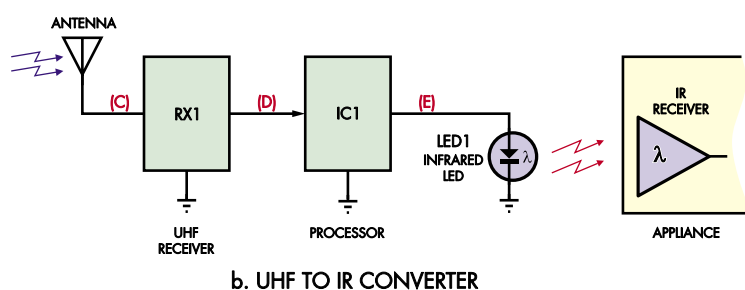 ANTENNA
(C)
RX1
(D)
IC1
(E)
LED1
INFRARED
LED
λ
IR
RECEIVER
λ
UHF
RECEIVER
PROCESSOR
APPLIANCE
b. UHF TO IR CONVERTER